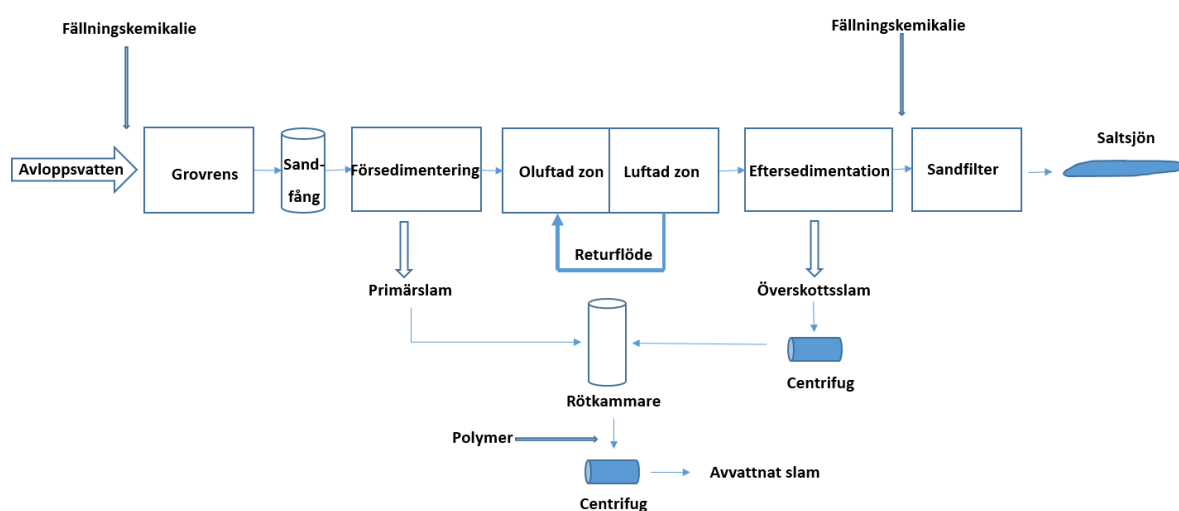 Fällningskemikalie
Fällningskemikalie
Avloppsvatten
Grovrens
Sand-
fång
Försedimentering
Oluftad zon
Luftad zon
Eftersedimentation
Sandfilter
Saltsjön
Returflöde
Primärslam
Överskottsslam
Centrifug
Rötkammare
Polymer
Avvattnat slam
Centrifug